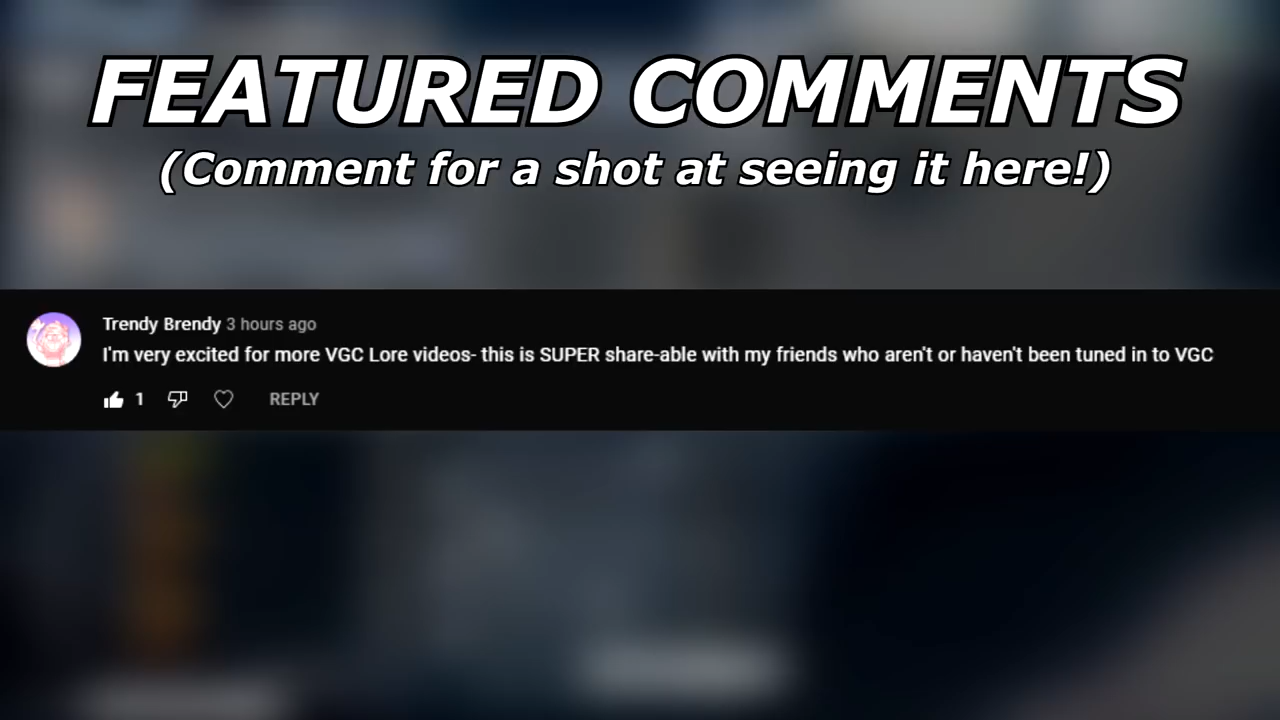 FEATURED COMMENTS
(Comment for a shot at seeing it here!)
Trendy Brendy 3 hours ago
I'm very excited for more VGC Lore videos- this is SUPER share-able with my friends who aren't or haven't been tuned in to VGC
1 REPLY